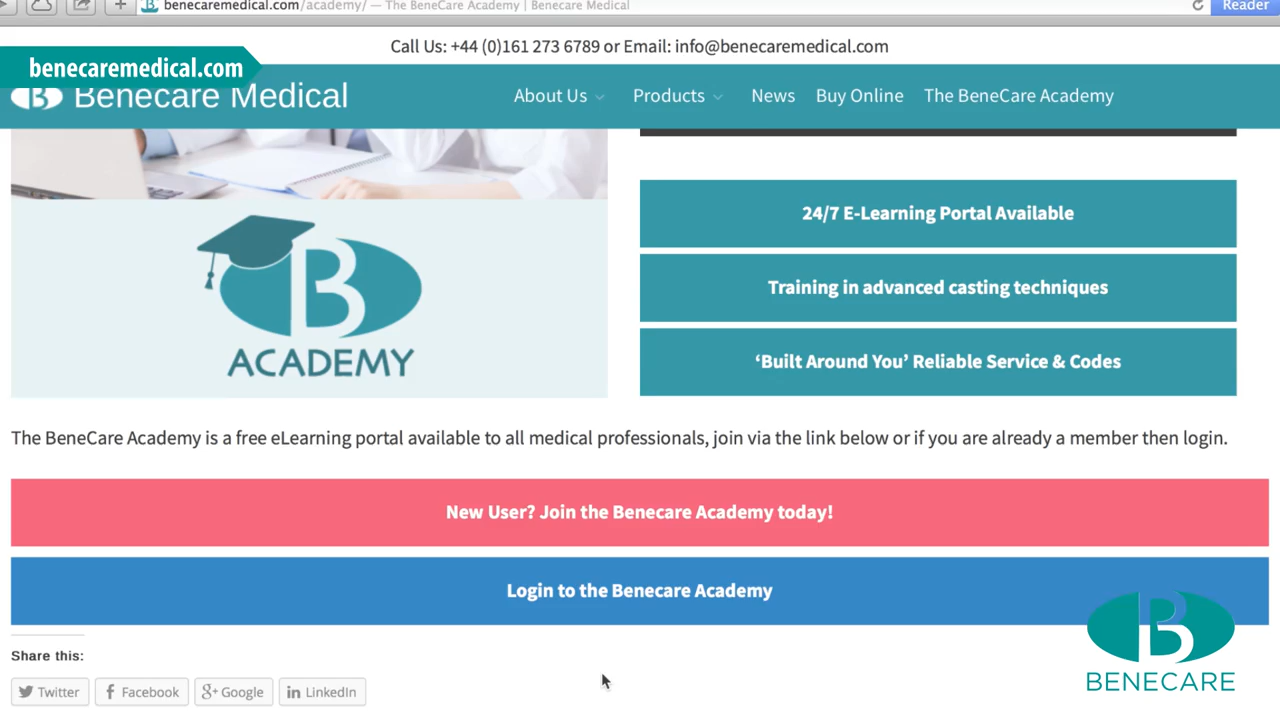 benecaremedical.com/academy/ — The BeneCare Academy | Benecare Medical
Reader
Call Us: +44 (0)161 273 6789 or Email: info@benecaremedical.com
benecaremedical.com
B Benecare Medical
About Us
Products
News
Buy Online
The BeneCare Academy
24/7 E-Learning Portal Available
Training in advanced casting techniques
‘Built Around You’ Reliable Service & Codes
B
ACADEMY
The BeneCare Academy is a free eLearning portal available to all medical professionals, join via the link below or if you are already a member then login.
New User? Join the Benecare Academy today!
Login to the Benecare Academy
Share this:
Twitter
Facebook
Google
LinkedIn
B
BENECARE